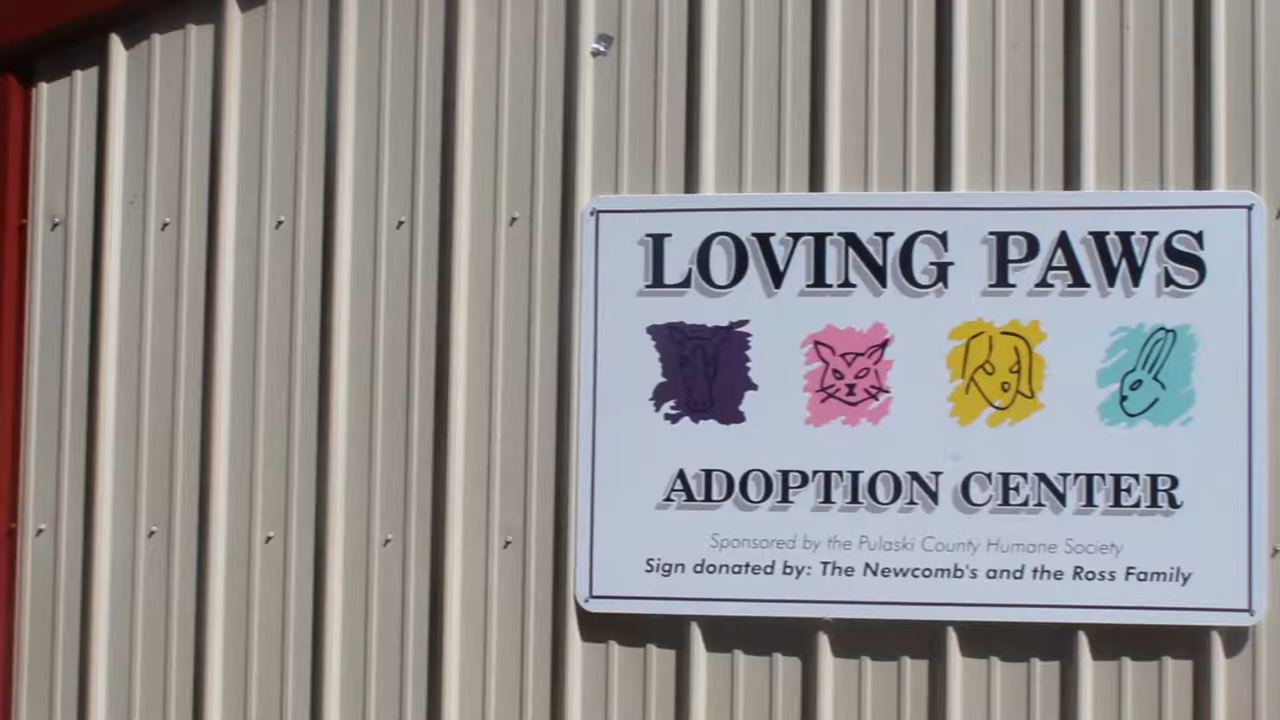 LOVING PAWS
ADOPTION CENTER
Sponsored by the Pulaski County Humane Society
Sign donated by: The Newcomb's and the Ross Family